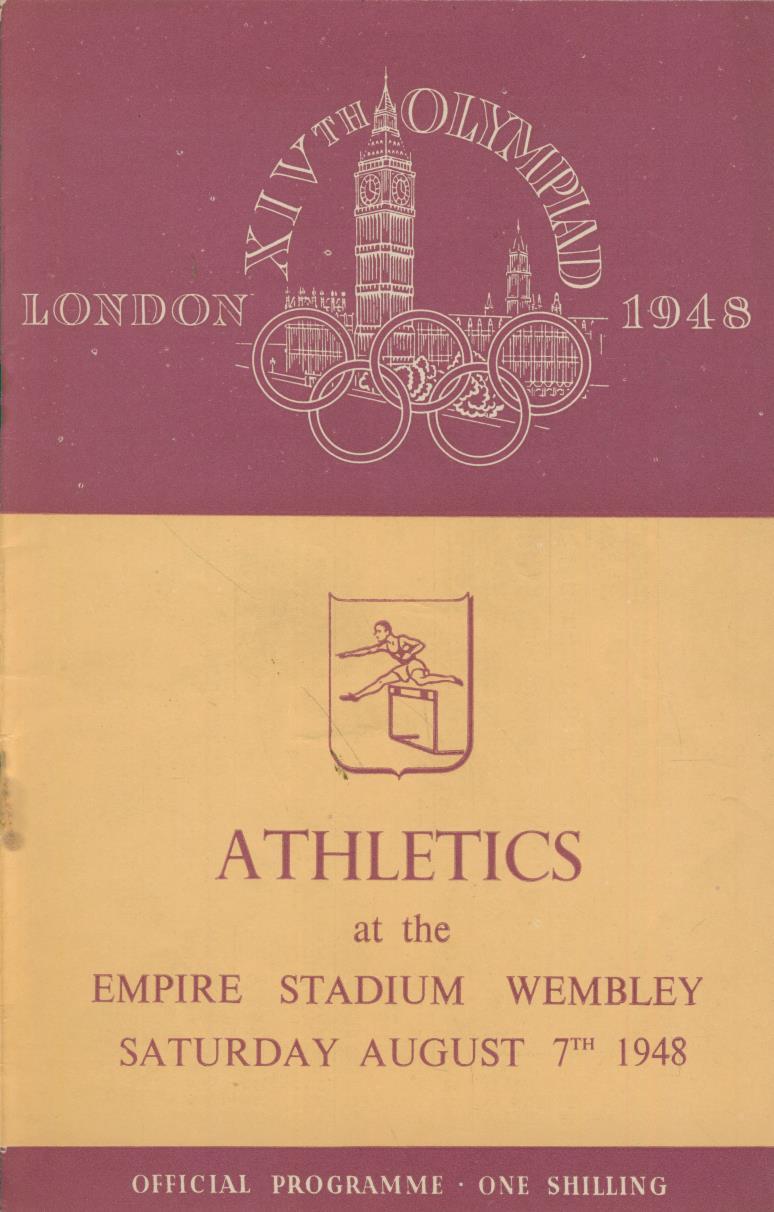 XIVTH OLYMPIAD
LONDON 1948
ATHLETICS
at the
EMPIRE STADIUM WEMBLEY
SATURDAY AUGUST 7TH 1948
OFFICIAL PROGRAMME · ONE SHILLING